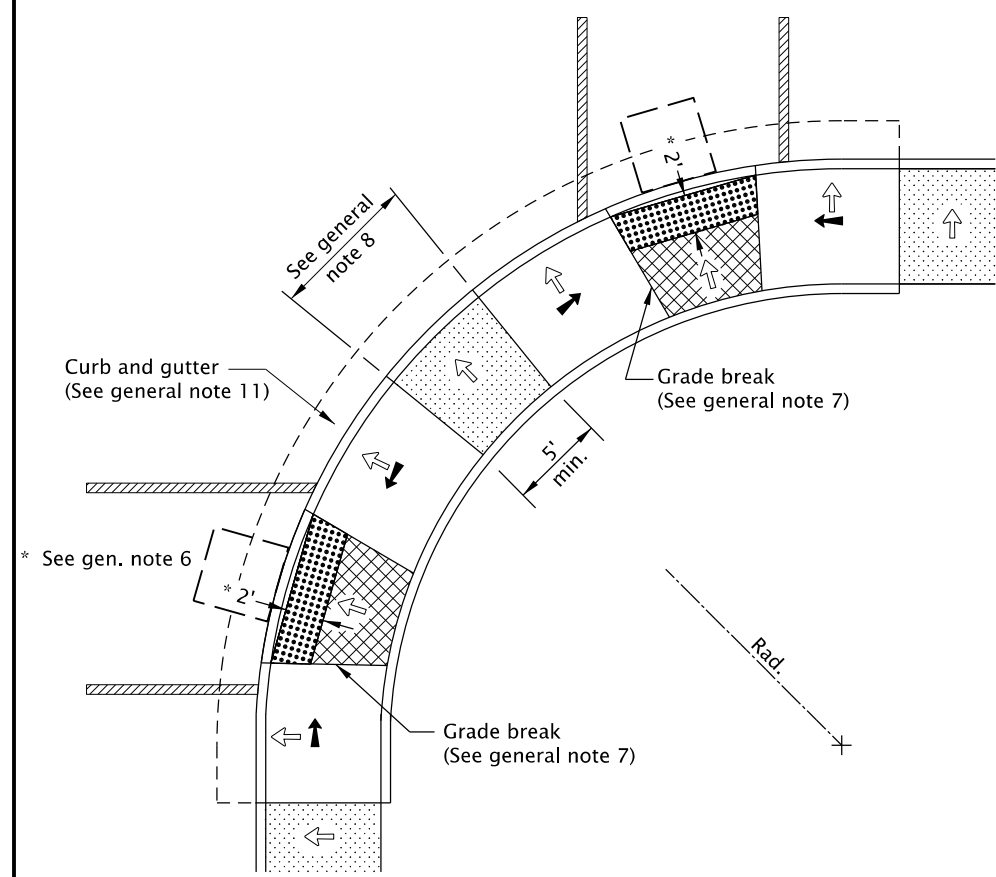 * 2'
See general
note 8
Curb and gutter
(See general note 11)
Grade break
(See general note 7)
5'
min.
* See gen. note 6
* 2'
Rad.
Grade break
(See general note 7)